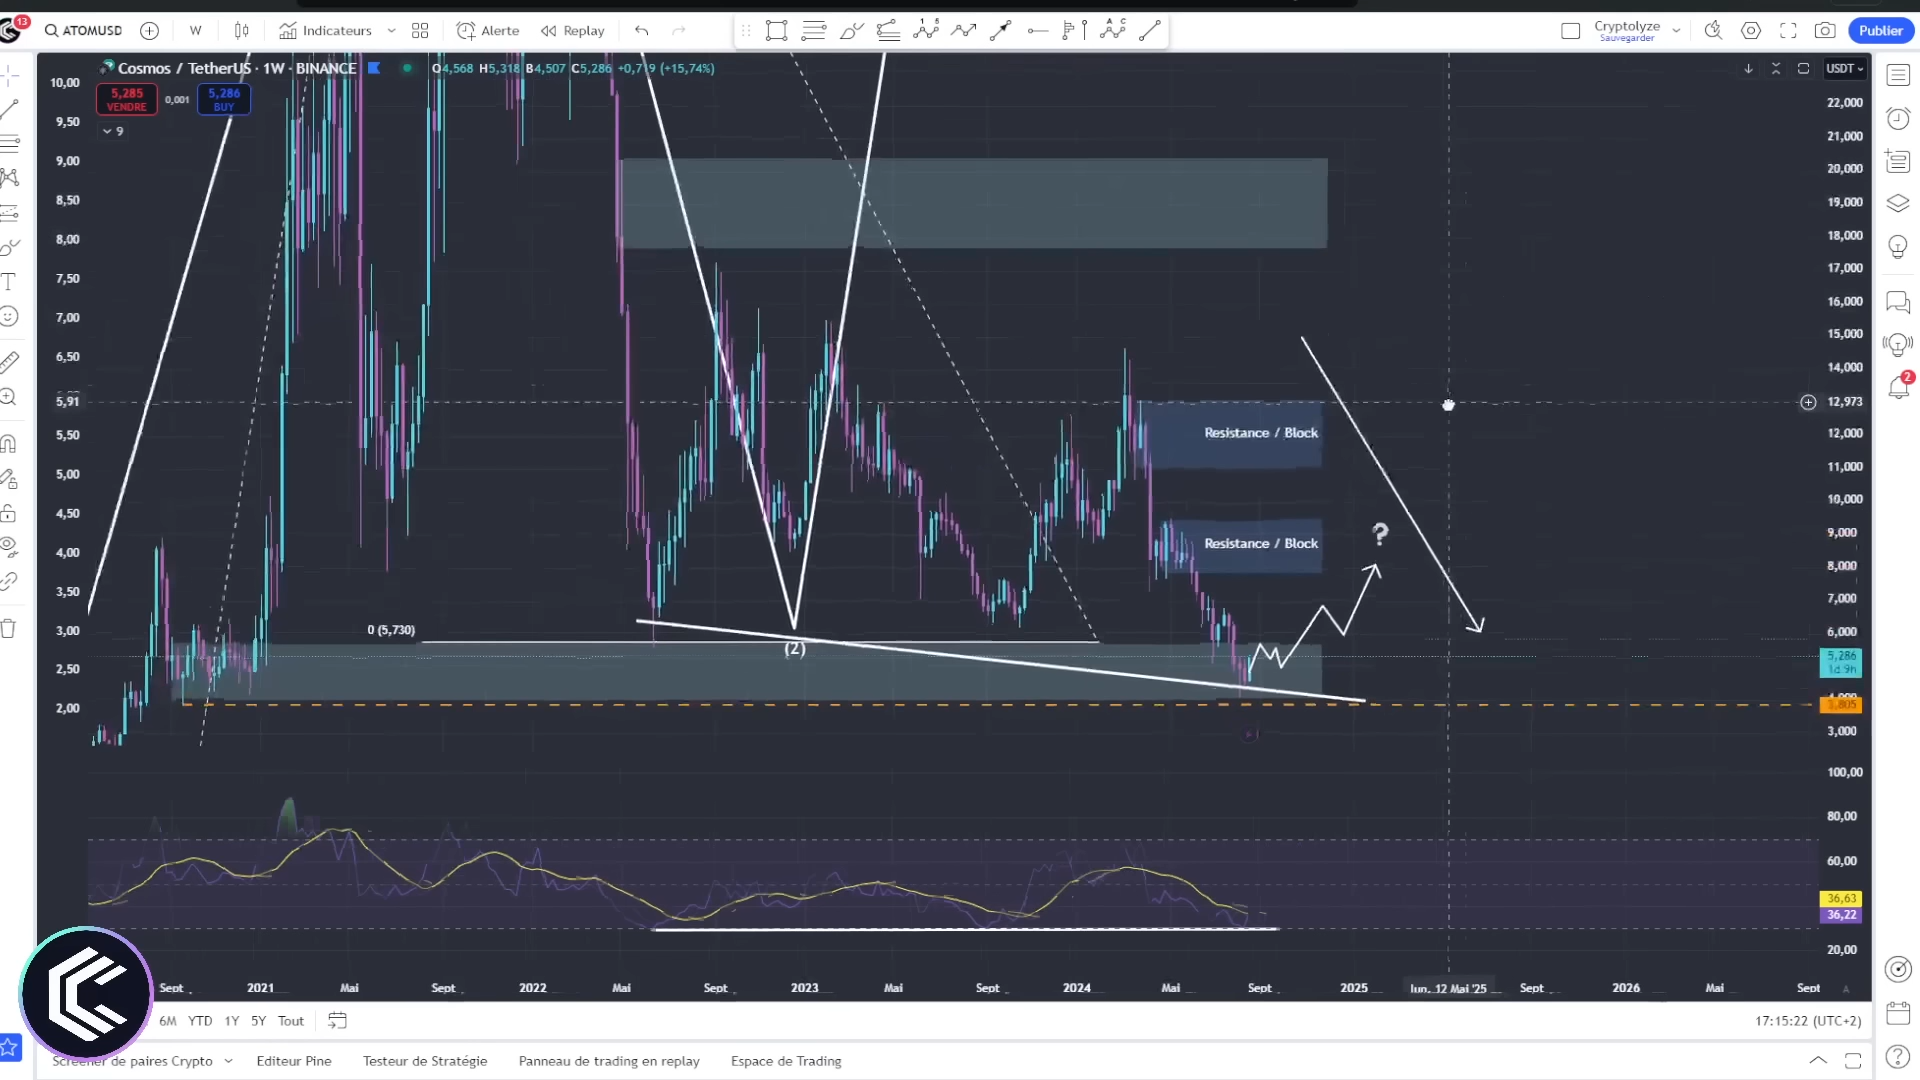 13
ATOMUSD
W
Indicateurs
Alerte
Replay
Cryptolyze
Sauvegarder
Publier
Cosmos / TetherUS · 1W · BINANCE
O4,568 H5,318 B4,507 C5,286 +0,719 (+15,74%)
USDT
5,285
VENDRE
0,001
5,286
BUY
9
10,00
9,50
9,00
8,50
8,00
7,50
7,00
6,50
5,91
5,50
5,00
4,50
4,00
3,50
3,00
2,50
2,00
22,000
21,000
20,000
19,000
18,000
17,000
16,000
15,000
14,000
12,973
12,000
11,000
10,000
9,000
8,000
7,000
6,000
5,286
1d 9h
3,805
3,000
2
Resistance / Block
Resistance / Block
?
0 (5,730)
(2)
100,00
80,00
60,00
36,63
36,22
20,00
Sept
2021
Mai
Sept
2022
Mai
Sept
2023
Mai
Sept
2024
Mai
Sept
2025
lun. 12 Mai '25
Sept
2026
Mai
Sept
A
6M
YTD
1Y
5Y
Tout
17:15:22 (UTC+2)
Screener de paires Crypto
Editeur Pine
Testeur de Stratégie
Panneau de trading en replay
Espace de Trading